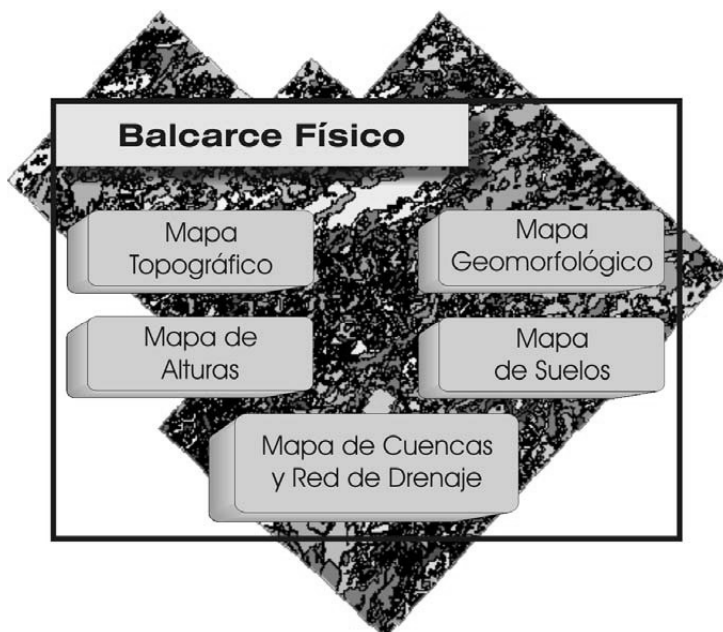 Balcarce Físico
Mapa
Topográfico
Mapa
Geomorfológico
Mapa de
Alturas
Mapa
de Suelos
Mapa de Cuencas
y Red de Drenaje